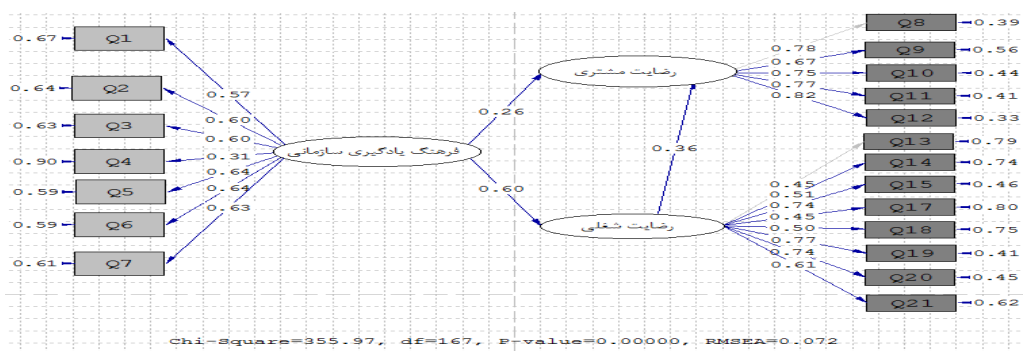 0.67 Q1
0.64 Q2
0.63 Q3
0.90 Q4
0.59 Q5
0.59 Q6
0.61 Q7
0.57
0.60
0.60
0.31
0.64
0.64
0.63
فرهنگ یادگیری سازمانی
0.26
0.60
رضایت مشتری
0.36
رضایت شغلی
0.78
0.67
0.75
0.77
0.82
0.45
0.51
0.74
0.45
0.50
0.77
0.74
0.61
Q8 0.39
Q9 0.56
Q10 0.44
Q11 0.41
Q12 0.33
Q13 0.79
Q14 0.74
Q15 0.46
Q17 0.80
Q18 0.75
Q19 0.41
Q20 0.45
Q21 0.62
Chi-Square=355.97, df=167, P-value=0.00000, RMSEA=0.072